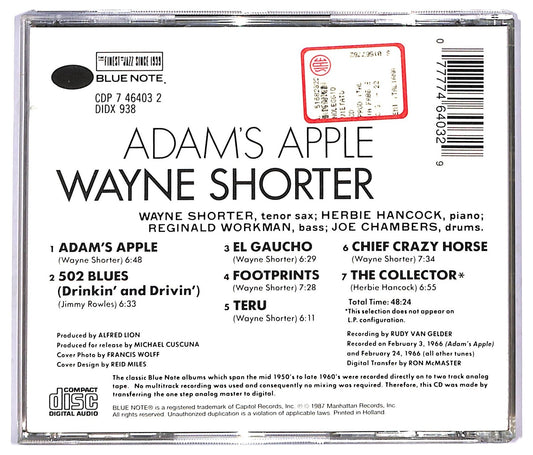 THE FINEST IN JAZZ SINCE 1939
BLUE NOTE®
CDP 7 46403 2
DIDX 938
0 77774 64032 9
ADAM'S APPLE
WAYNE SHORTER
WAYNE SHORTER, tenor sax; HERBIE HANCOCK, piano;
REGINALD WORKMAN, bass; JOE CHAMBERS, drums.
1 ADAM'S APPLE
(Wayne Shorter) 6:48
2 502 BLUES
(Drinkin' and Drivin')
(Jimmy Rowles) 6:33
3 EL GAUCHO
(Wayne Shorter) 6:29
4 FOOTPRINTS
(Wayne Shorter) 7:28
5 TERU
(Wayne Shorter) 6:11
6 CHIEF CRAZY HORSE
(Wayne Shorter) 7:34
7 THE COLLECTOR*
(Herbie Hancock) 6:55
Total Time: 48:24
*This selection does not appear on
L.P. configuration.
Produced by ALFRED LION
Produced for release by MICHAEL CUSCUNA
Cover Photo by FRANCIS WOLFF
Cover Design by REID MILES
Recording by RUDY VAN GELDER
Recorded on February 3, 1966 (Adam's Apple) and
February 24, 1966 (all other tunes)
Digital Transfer by RON McMASTER
COMPACT
disc
DIGITAL AUDIO
The classic Blue Note albums which span the mid 1950's to late 1960's were recorded directly on to two track analog
tape. No multitrack recording was used and consequently no mixing was required. Therefore, this CD was made by
transferring the one step analog master to digital.
BLUE NOTE® is a registered trademark of Capitol Records, Inc. ℗ © 1987 Manhattan Records, Inc.
All rights reserved. Unauthorized duplication is a violation of applicable laws. Printed in Holland